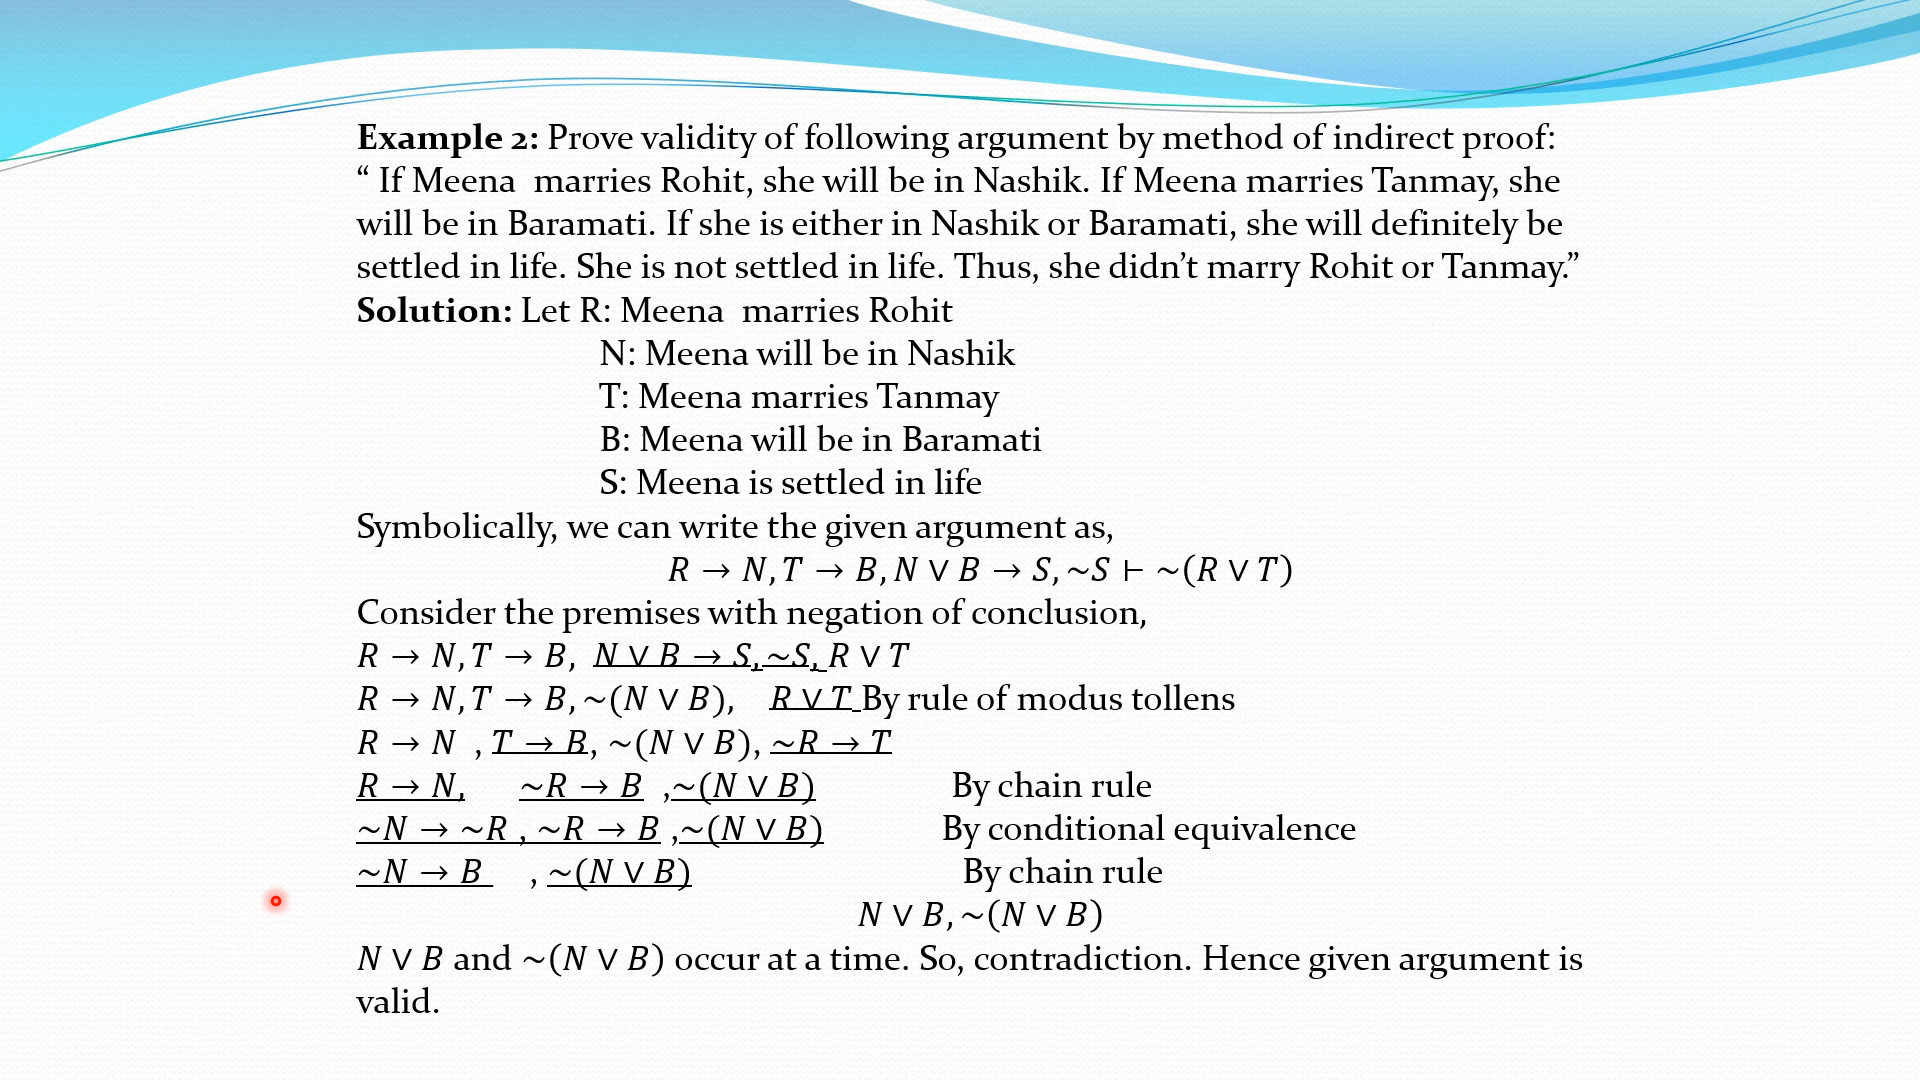 Example 2: Prove validity of following argument by method of indirect proof:
“ If Meena  marries Rohit, she will be in Nashik. If Meena marries Tanmay, she
will be in Baramati. If she is either in Nashik or Baramati, she will definitely be
settled in life. She is not settled in life. Thus, she didn’t marry Rohit or Tanmay.”
Solution: Let R: Meena  marries Rohit
N: Meena will be in Nashik
T: Meena marries Tanmay
B: Meena will be in Baramati
S: Meena is settled in life
Symbolically, we can write the given argument as,
R → N, T → B, N ∨ B → S, ~S ⊢ ~(R ∨ T)
Consider the premises with negation of conclusion,
R → N, T → B, N ∨ B → S, ~S, R ∨ T
R → N, T → B, ~(N ∨ B), R ∨ T By rule of modus tollens
R → N , T → B, ~(N ∨ B), ~R → T
R → N, ~R → B ,~(N ∨ B) By chain rule
~N → ~R , ~R → B ,~(N ∨ B) By conditional equivalence
~N → B , ~(N ∨ B) By chain rule
N ∨ B, ~(N ∨ B)
N ∨ B and ~(N ∨ B) occur at a time. So, contradiction. Hence given argument is
valid.